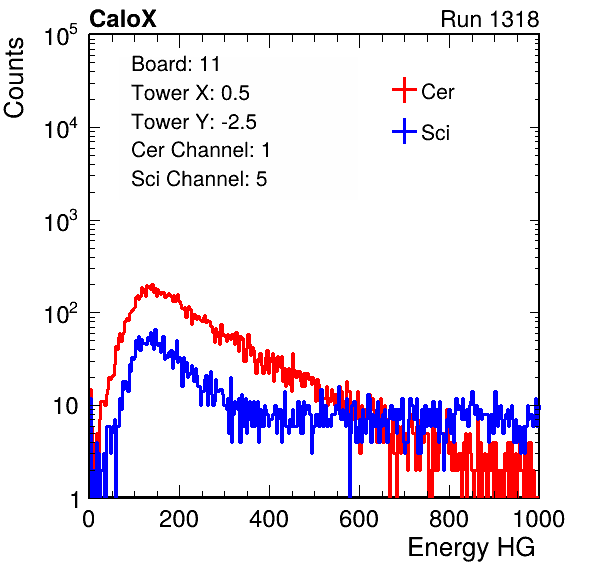 CaloX Run 1318
Counts
Board: 11
Tower X: 0.5
Tower Y: -2.5
Cer Channel: 1
Sci Channel: 5
Cer
Sci
10^5
10^4
10^3
10^2
10
1
0 200 400 600 800 1000
Energy HG